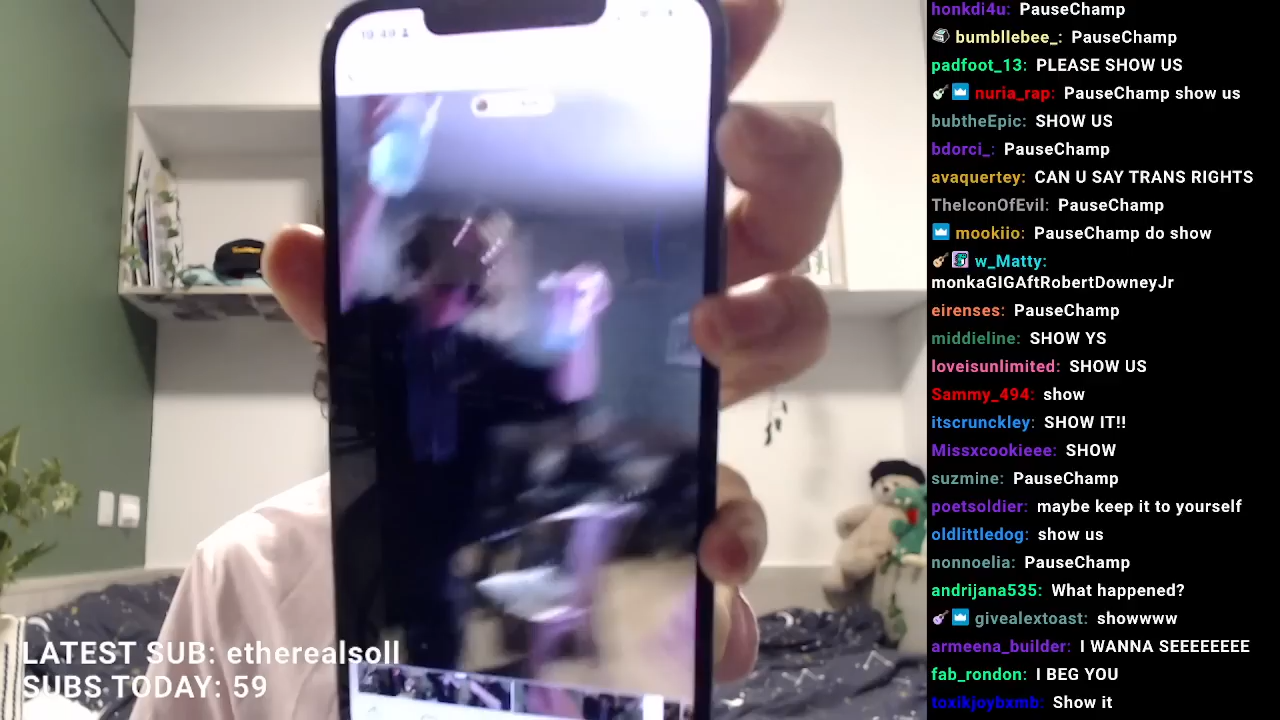 19:49
LATEST SUB: etherealsoll
SUBS TODAY: 59
honkdi4u: PauseChamp
bumbllebee_: PauseChamp
padfoot_13: PLEASE SHOW US
nuria_rap: PauseChamp show us
bubtheEpic: SHOW US
bdorci_: PauseChamp
avaquertey: CAN U SAY TRANS RIGHTS
TheIconOfEvil: PauseChamp
mookiio: PauseChamp do show
w_Matty:
monkaGIGAftRobertDowneyJr
eirenses: PauseChamp
middieline: SHOW YS
loveisunlimited: SHOW US
Sammy_494: show
itscrunckley: SHOW IT!!
Missxcookieee: SHOW
suzmine: PauseChamp
poetsoldier: maybe keep it to yourself
oldlittledog: show us
nonnoelia: PauseChamp
andrijana535: What happened?
givealextoast: showwww
armeena_builder: I WANNA SEEEEEEEE
fab_rondon: I BEG YOU
toxikjoybxmb: Show it